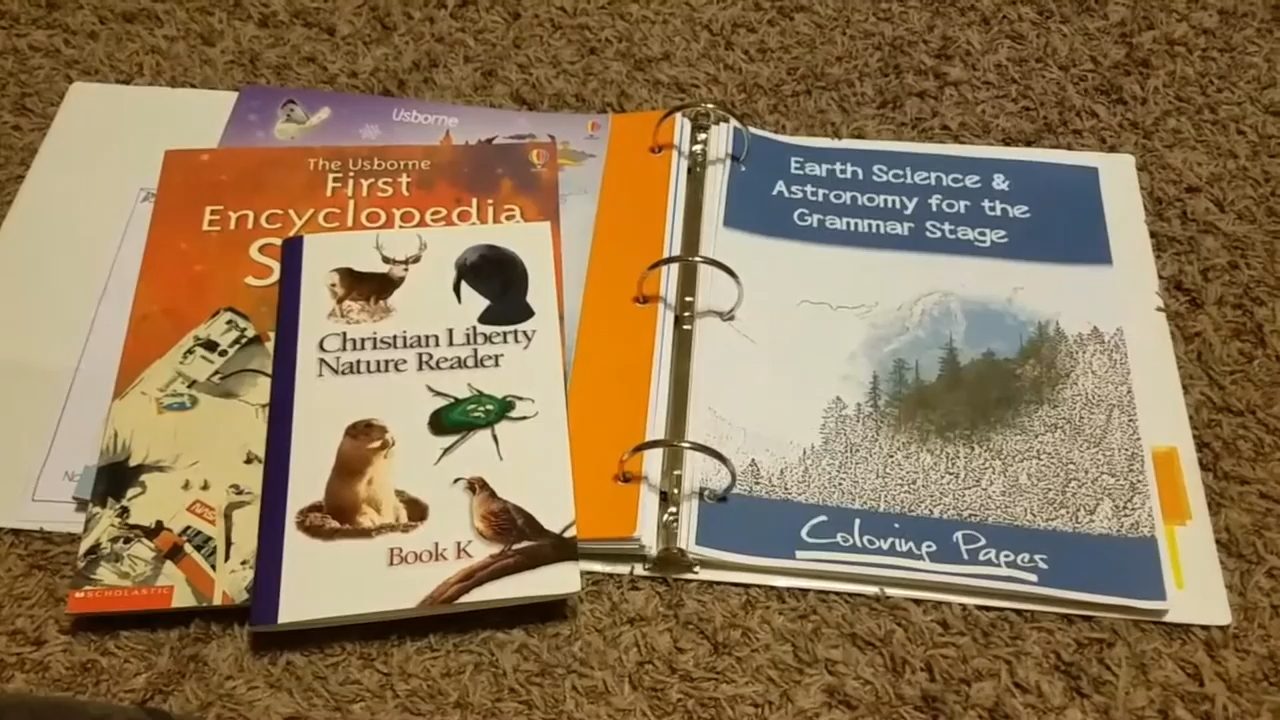 Usborne
The Usborne
First
Encyclopedia
S
Christian Liberty
Nature Reader
Book K
SCHOLASTIC
Earth Science &
Astronomy for the
Grammar Stage
Coloring Pages